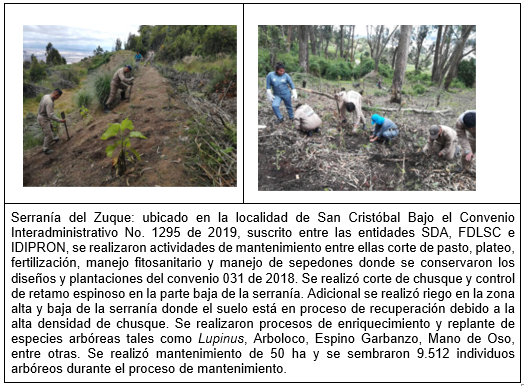 Serranía del Zuque: ubicado en la localidad de San Cristóbal Bajo el Convenio
Interadministrativo No. 1295 de 2019, suscrito entre las entidades SDA, FDLSC e
IDIPRON, se realizaron actividades de mantenimiento entre ellas corte de pasto, plateo,
fertilización, manejo fitosanitario y manejo de sepedones donde se conservaron los
diseños y plantaciones del convenio 031 de 2018. Se realizó corte de chusque y control
de retamo espinoso en la parte baja de la serranía. Adicional se realizó riego en la zona
alta y baja de la serranía donde el suelo está en proceso de recuperación debido a la
alta densidad de chusque. Se realizaron procesos de enriquecimiento y replante de
especies arbóreas tales como Lupinus, Arboloco, Espino Garbanzo, Mano de Oso,
entre otras. Se realizó mantenimiento de 50 ha y se sembraron 9.512 individuos
arbóreos durante el proceso de mantenimiento.